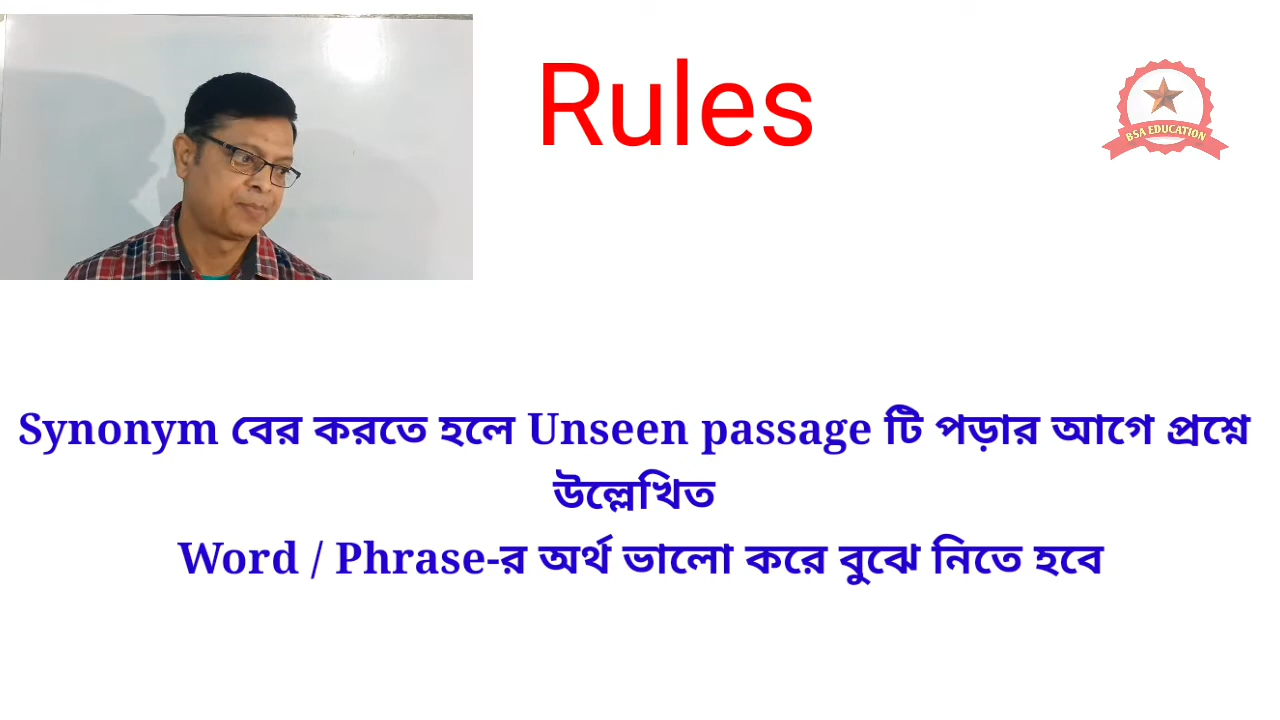 Rules
BSA EDUCATION
Synonym বের করতে হলে Unseen passage টি পড়ার আগে প্রশ্নে
উল্লেখিত
Word / Phrase-র অর্থ ভালো করে বুঝে নিতে হবে